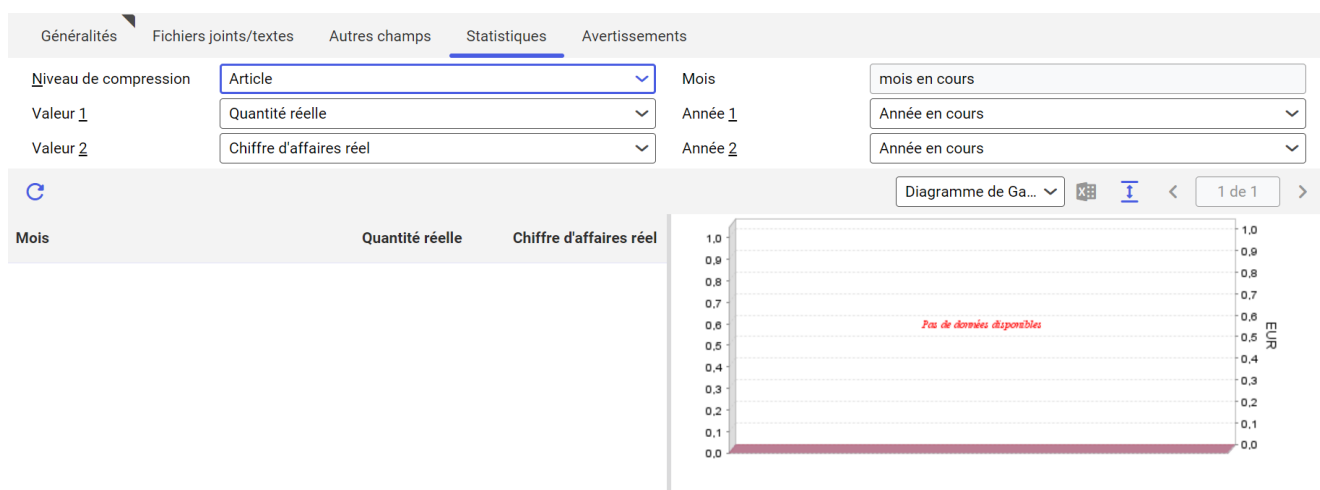 Généralités Fichiers joints/textes Autres champs Statistiques Avertissements
Niveau de compression Article Mois mois en cours
Valeur 1 Quantité réelle Année 1 Année en cours
Valeur 2 Chiffre d'affaires réel Année 2 Année en cours
Diagramme de Ga... 1 de 1
Mois Quantité réelle Chiffre d'affaires réel
1,0 1,0
0,9 0,9
0,8 0,8
0,7 0,7
0,6 Pas de données disponibles 0,6
0,5 0,5
EUR
0,4 0,4
0,3 0,3
0,2 0,2
0,1 0,1
0,0 0,0